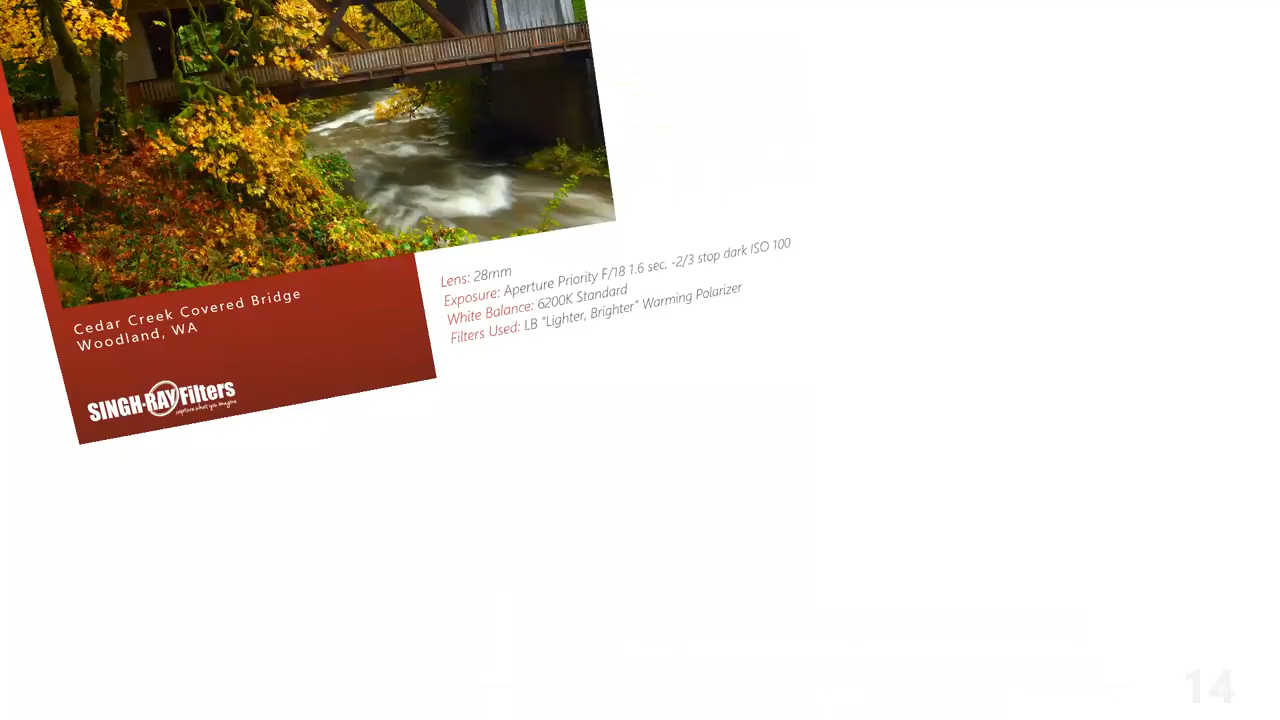 Lens: 28mm
Exposure: Aperture Priority F/18 1.6 sec, -2/3 stop dark ISO 100
White Balance: 6200K Standard
Filters Used: LB "Lighter, Brighter" Warming Polarizer
Cedar Creek Covered Bridge
Woodland, WA
SINGH-RAY Filters
capture what you imagine
14